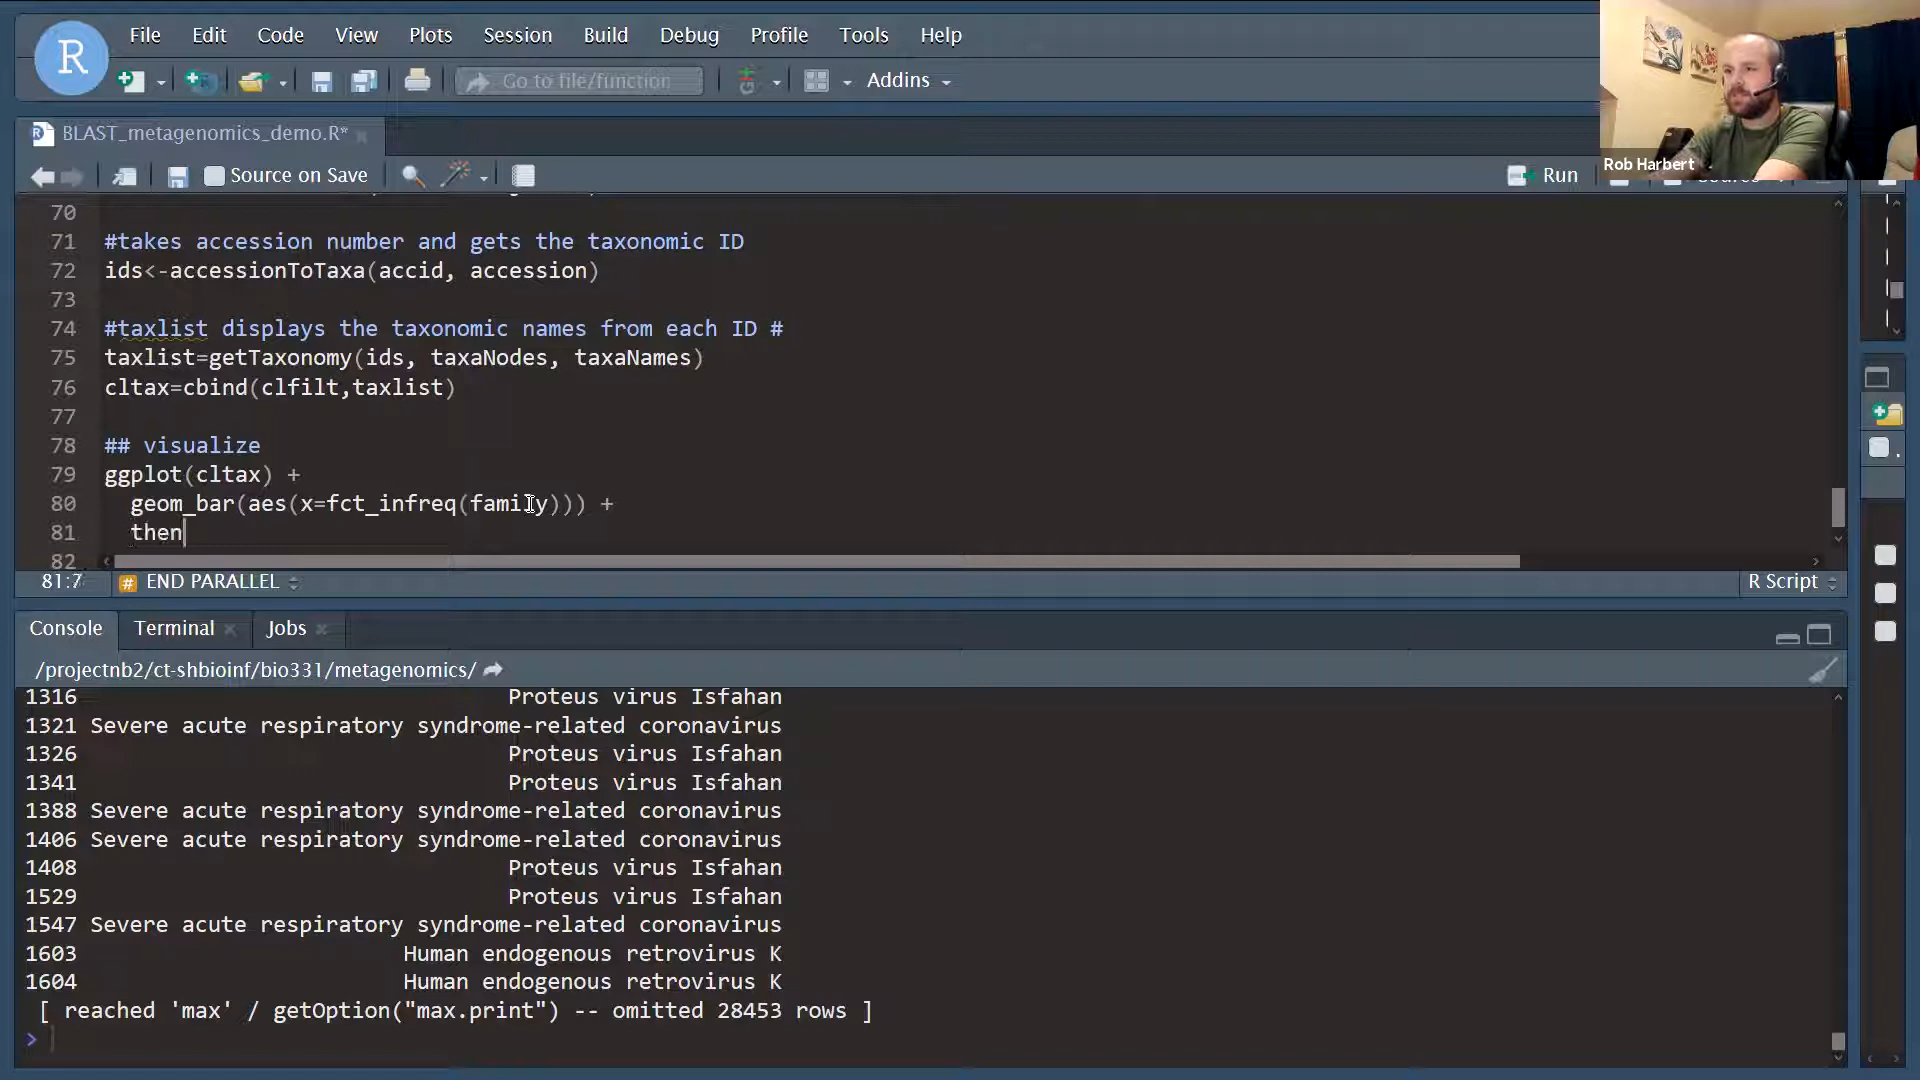 R
File Edit Code View Plots Session Build Debug Profile Tools Help
Go to file/function
Addins
BLAST_metagenomics_demo.R*
Source on Save
Run
Rob Harbert
70
71 #takes accession number and gets the taxonomic ID
72 ids<-accessionToTaxa(accid, accession)
73
74 #taxlist displays the taxonomic names from each ID #
75 taxlist=getTaxonomy(ids, taxaNodes, taxaNames)
76 cltax=cbind(clfilt,taxlist)
77
78 ## visualize
79 ggplot(cltax) +
80 geom_bar(aes(x=fct_infreq(family))) +
81 then
82
81:7 # END PARALLEL R Script
Console Terminal Jobs
/projectnb2/ct-shbioinf/bio331/metagenomics/
1316 Proteus virus Isfahan
1321 Severe acute respiratory syndrome-related coronavirus
1326 Proteus virus Isfahan
1341 Proteus virus Isfahan
1388 Severe acute respiratory syndrome-related coronavirus
1406 Severe acute respiratory syndrome-related coronavirus
1408 Proteus virus Isfahan
1529 Proteus virus Isfahan
1547 Severe acute respiratory syndrome-related coronavirus
1603 Human endogenous retrovirus K
1604 Human endogenous retrovirus K
[ reached 'max' / getOption("max.print") -- omitted 28453 rows ]
>